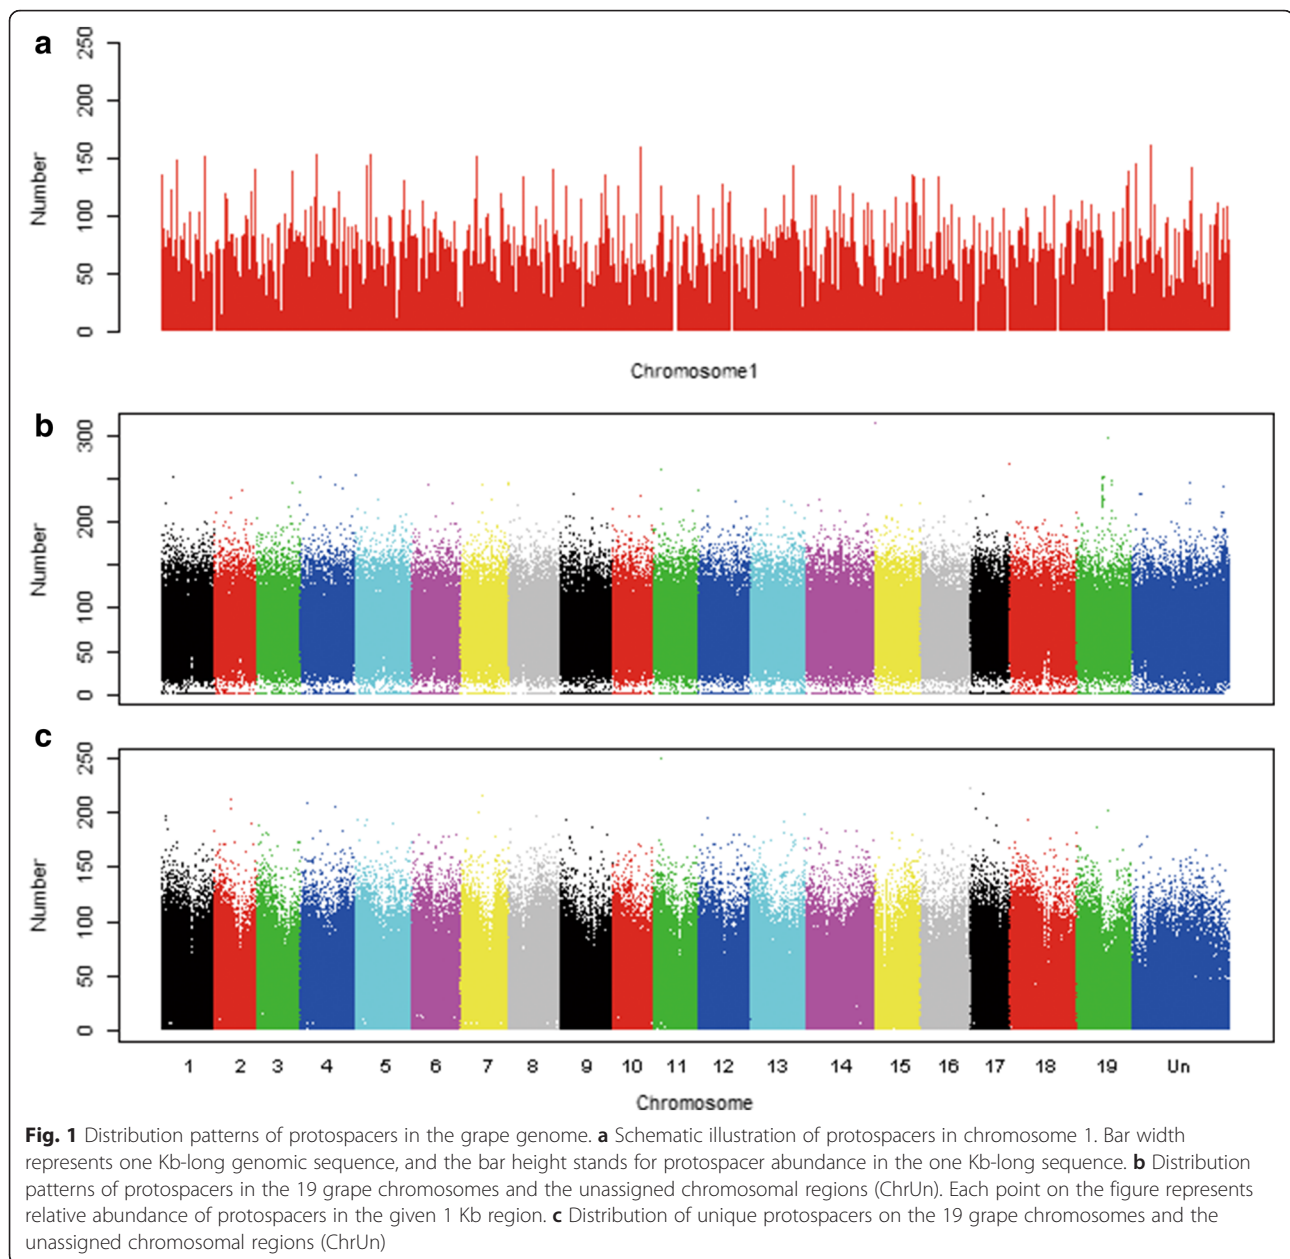 a
250
200
150
100
50
0
Number
Chromosome1
b
300
200
100
50
0
Number
c
250
200
150
100
50
0
Number
1 2 3 4 5 6 7 8 9 10 11 12 13 14 15 16 17 18 19 Un
Chromosome
Fig. 1 Distribution patterns of protospacers in the grape genome. a Schematic illustration of protospacers in chromosome 1. Bar width
represents one Kb-long genomic sequence, and the bar height stands for protospacer abundance in the one Kb-long sequence. b Distribution
patterns of protospacers in the 19 grape chromosomes and the unassigned chromosomal regions (ChrUn). Each point on the figure represents
relative abundance of protospacers in the given 1 Kb region. c Distribution of unique protospacers on the 19 grape chromosomes and the
unassigned chromosomal regions (ChrUn)